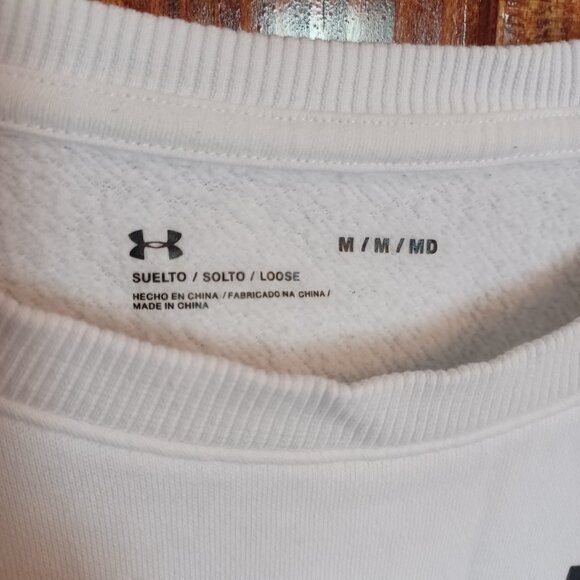 M / M / MD
SUELTO / SOLTO / LOOSE
HECHO EN CHINA / FABRICADO NA CHINA /
MADE IN CHINA